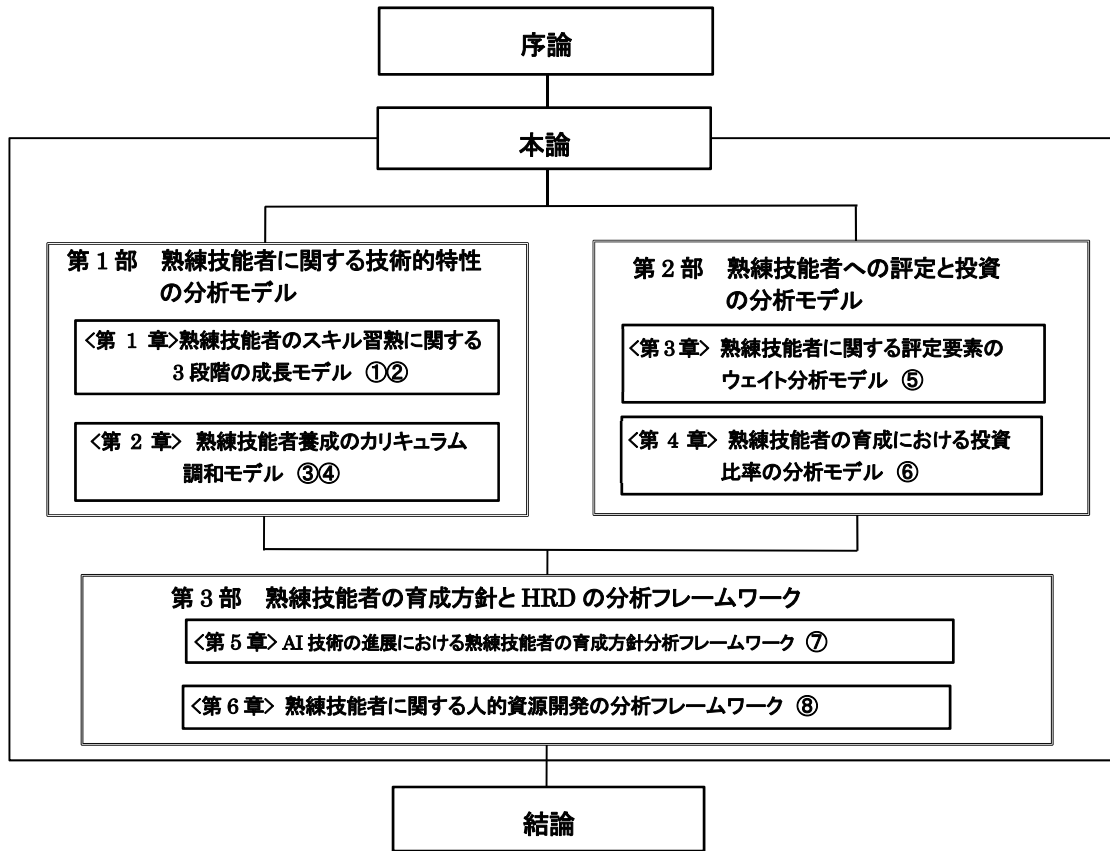 序論
本論
第1部 熟練技能者に関する技術的特性
の分析モデル
<第 1 章>熟練技能者のスキル習熟に関する
3段階の成長モデル ①②
<第 2 章> 熟練技能者養成のカリキュラム
調和モデル ③④
第2部 熟練技能者への評定と投資
の分析モデル
<第3章> 熟練技能者に関する評定要素の
ウェイト分析モデル ⑤
<第 4 章> 熟練技能者の育成における投資
比率の分析モデル ⑥
第3部 熟練技能者の育成方針とHRDの分析フレームワーク
<第5章> AI技術の進展における熟練技能者の育成方針分析フレームワーク ⑦
<第6章> 熟練技能者に関する人的資源開発の分析フレームワーク ⑧
結論